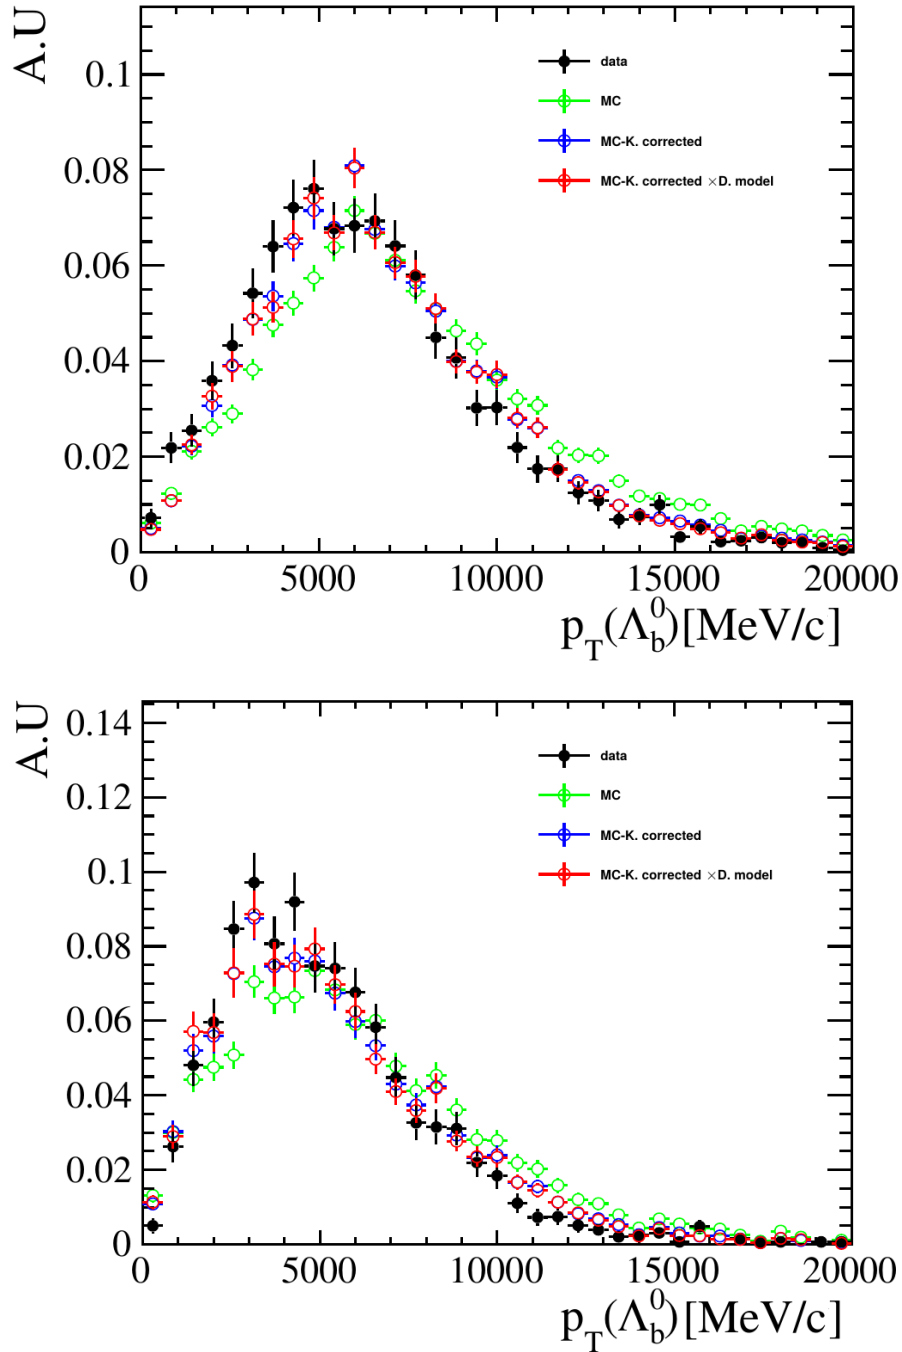 A.U
0.1
0.08
0.06
0.04
0.02
0
data
MC
MC-K. corrected
MC-K. corrected ×D. model
0 5000 10000 15000 20000
p_T(Λ_b^0)[MeV/c]
A.U
0.14
0.12
0.1
0.08
0.06
0.04
0.02
0
data
MC
MC-K. corrected
MC-K. corrected ×D. model
0 5000 10000 15000 20000
p_T(Λ_b^0)[MeV/c]